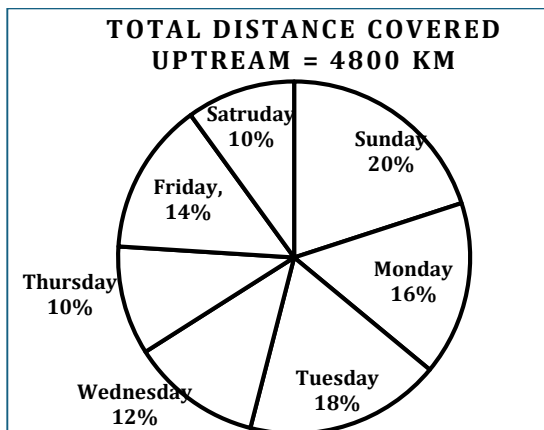 TOTAL DISTANCE COVERED
UPTREAM = 4800 KM
Satruday
10%
Sunday
20%
Friday,
14%
Monday
16%
Thursday
10%
Tuesday
18%
Wednesday
12%